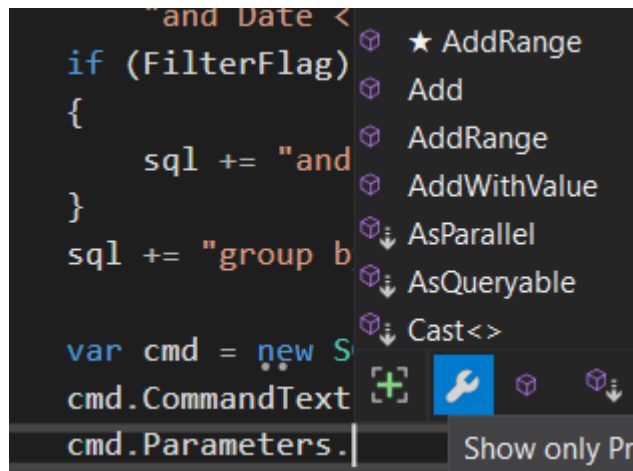 "and Date <
if (FilterFlag)
{
sql += "and
}
sql += "group b
var cmd = new S
cmd.CommandText
cmd.Parameters.
★ AddRange
Add
AddRange
AddWithValue
AsParallel
AsQueryable
Cast<>
Show only Pr